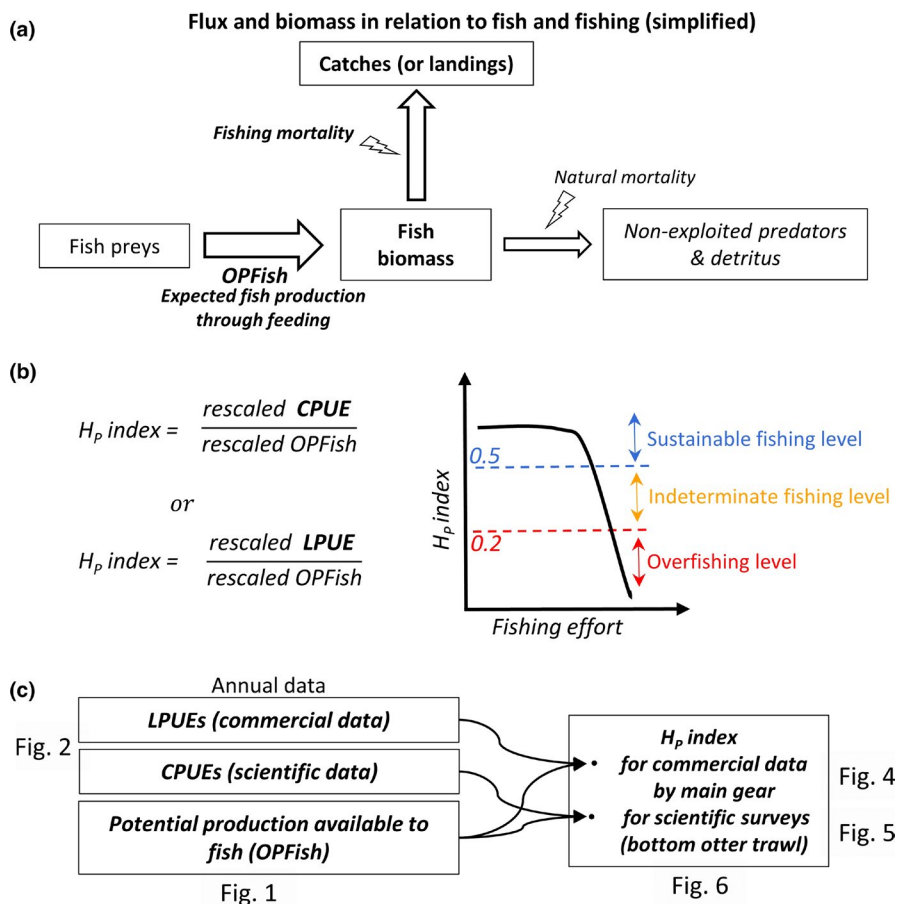 (a)
Flux and biomass in relation to fish and fishing (simplified)
Catches (or landings)
Fishing mortality
Natural mortality
Fish preys
OPFish
Expected fish production
through feeding
Fish
biomass
Non-exploited predators
& detritus
(b)
HP index =
rescaled CPUE
rescaled OPFish
or
HP index =
rescaled LPUE
rescaled OPFish
HP index
0.5
0.2
Sustainable fishing level
Indeterminate fishing level
Overfishing level
Fishing effort
(c)
Annual data
Fig. 2
LPUEs (commercial data)
CPUEs (scientific data)
Potential production available to
fish (OPFish)
Fig. 1
HP index
for commercial data
by main gear
for scientific surveys
(bottom otter trawl)
Fig. 4
Fig. 5
Fig. 6